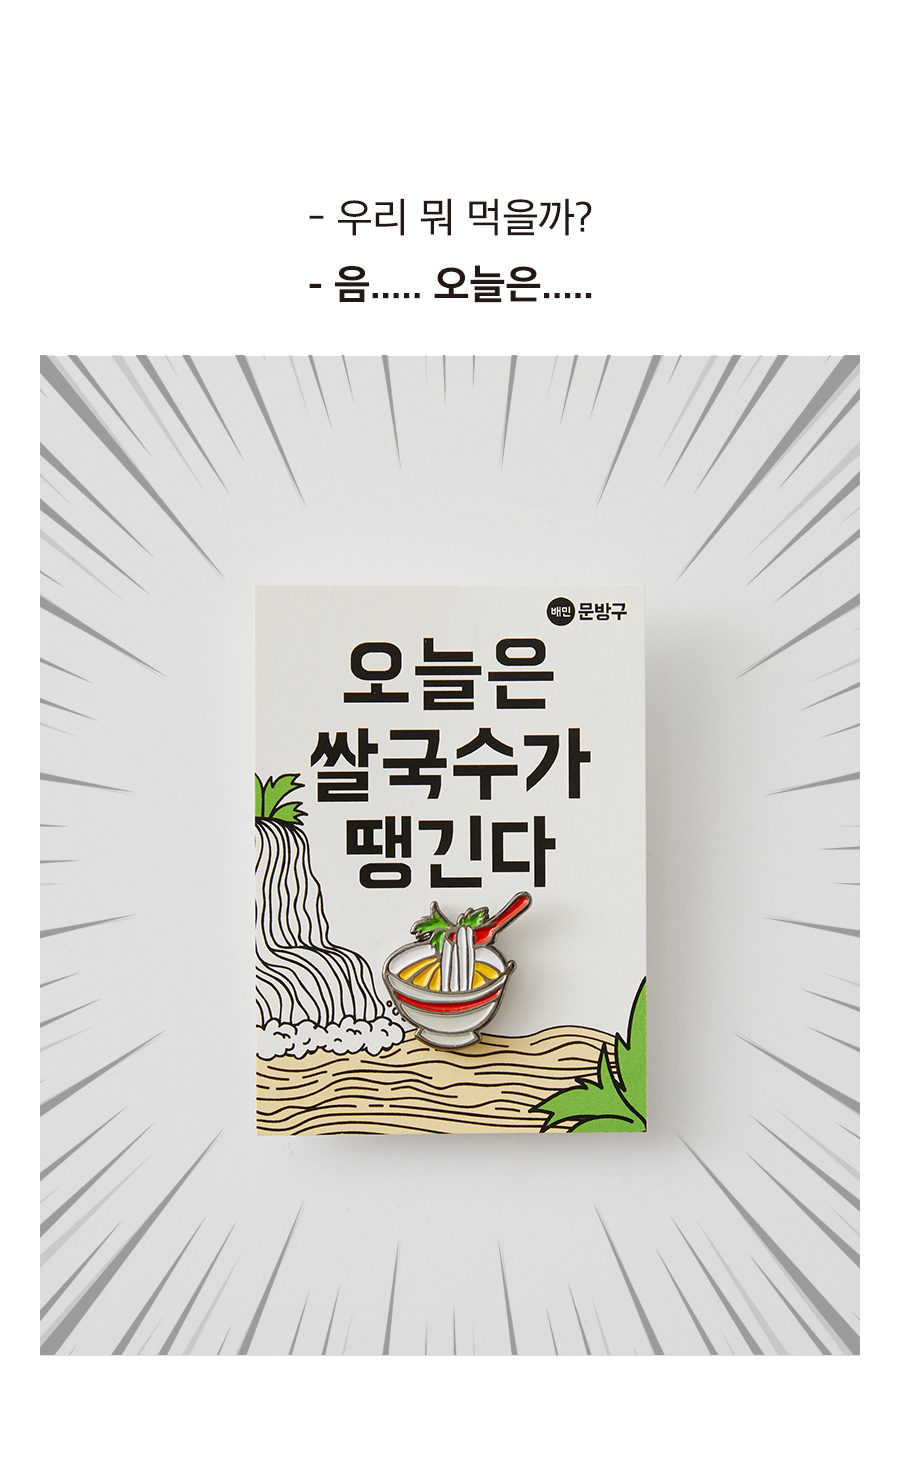 - 우리 뭐 먹을까?
- 음..... 오늘은.....
배민 문방구
오늘은
쌀국수가
땡긴다